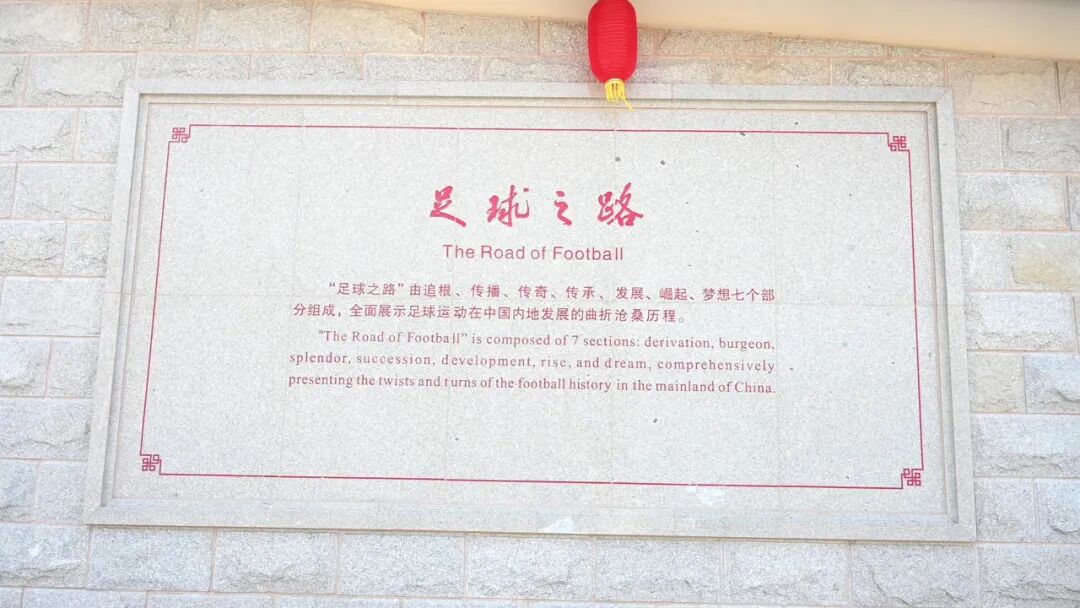 足球之路
The Road of Football
“足球之路”由追根、传播、传奇、传承、发展、崛起、梦想七个部
分组成，全面展示足球运动在中国内地发展的曲折沧桑历程。
"The Road of Football" is composed of 7 sections: derivation, burgeon,
splendor, succession, development, rise, and dream, comprehensively
presenting the twists and turns of the football history in the mainland of China.